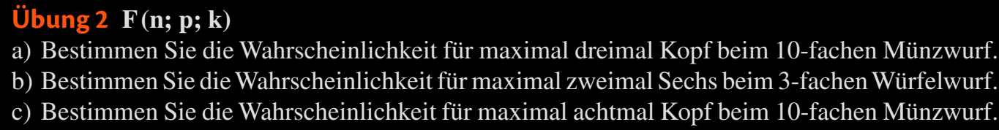 Übung 2 F(n; p; k)
a) Bestimmen Sie die Wahrscheinlichkeit für maximal dreimal Kopf beim 10-fachen Münzwurf.
b) Bestimmen Sie die Wahrscheinlichkeit für maximal zweimal Sechs beim 3-fachen Würfelwurf.
c) Bestimmen Sie die Wahrscheinlichkeit für maximal achtmal Kopf beim 10-fachen Münzwurf.